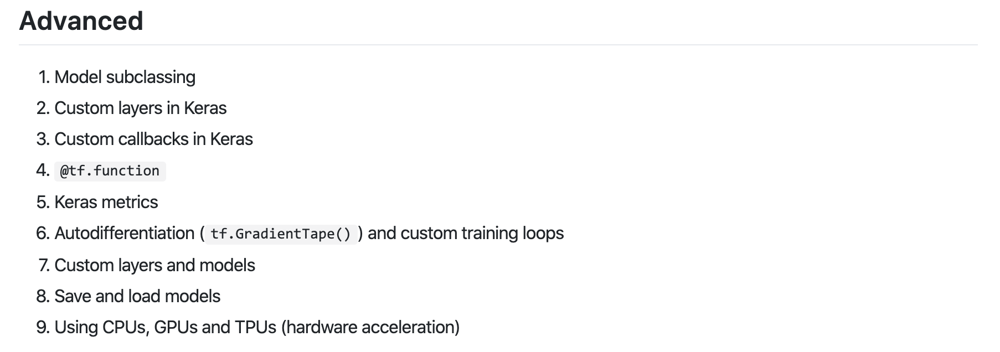 Advanced
1. Model subclassing
2. Custom layers in Keras
3. Custom callbacks in Keras
4. @tf.function
5. Keras metrics
6. Autodifferentiation ( tf.GradientTape() ) and custom training loops
7. Custom layers and models
8. Save and load models
9. Using CPUs, GPUs and TPUs (hardware acceleration)